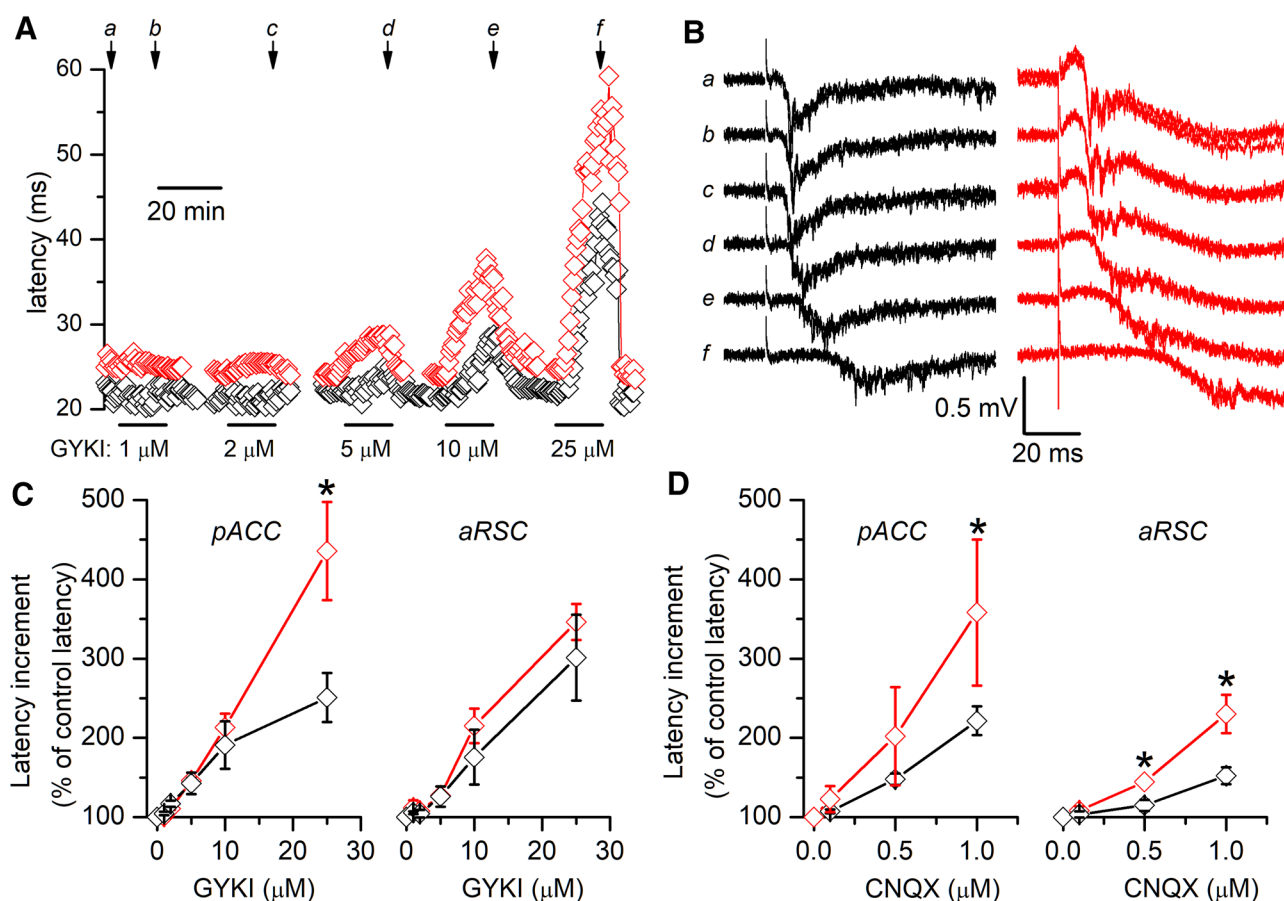 A
a b c d e f
60
50
40
30
20
latency (ms)
20 min
GYKI: 1 μM 2 μM 5 μM 10 μM 25 μM
B
a
b
c
d
e
f
0.5 mV
20 ms
C
500
400
300
200
100
Latency increment
(% of control latency)
pACC
*
aRSC
0 10 20 30
0 10 20 30
GYKI (μM)
GYKI (μM)
D
500
400
300
200
100
Latency increment
(% of control latency)
pACC
*
aRSC
*
*
0.0 0.5 1.0
0.0 0.5 1.0
CNQX (μM)
CNQX (μM)